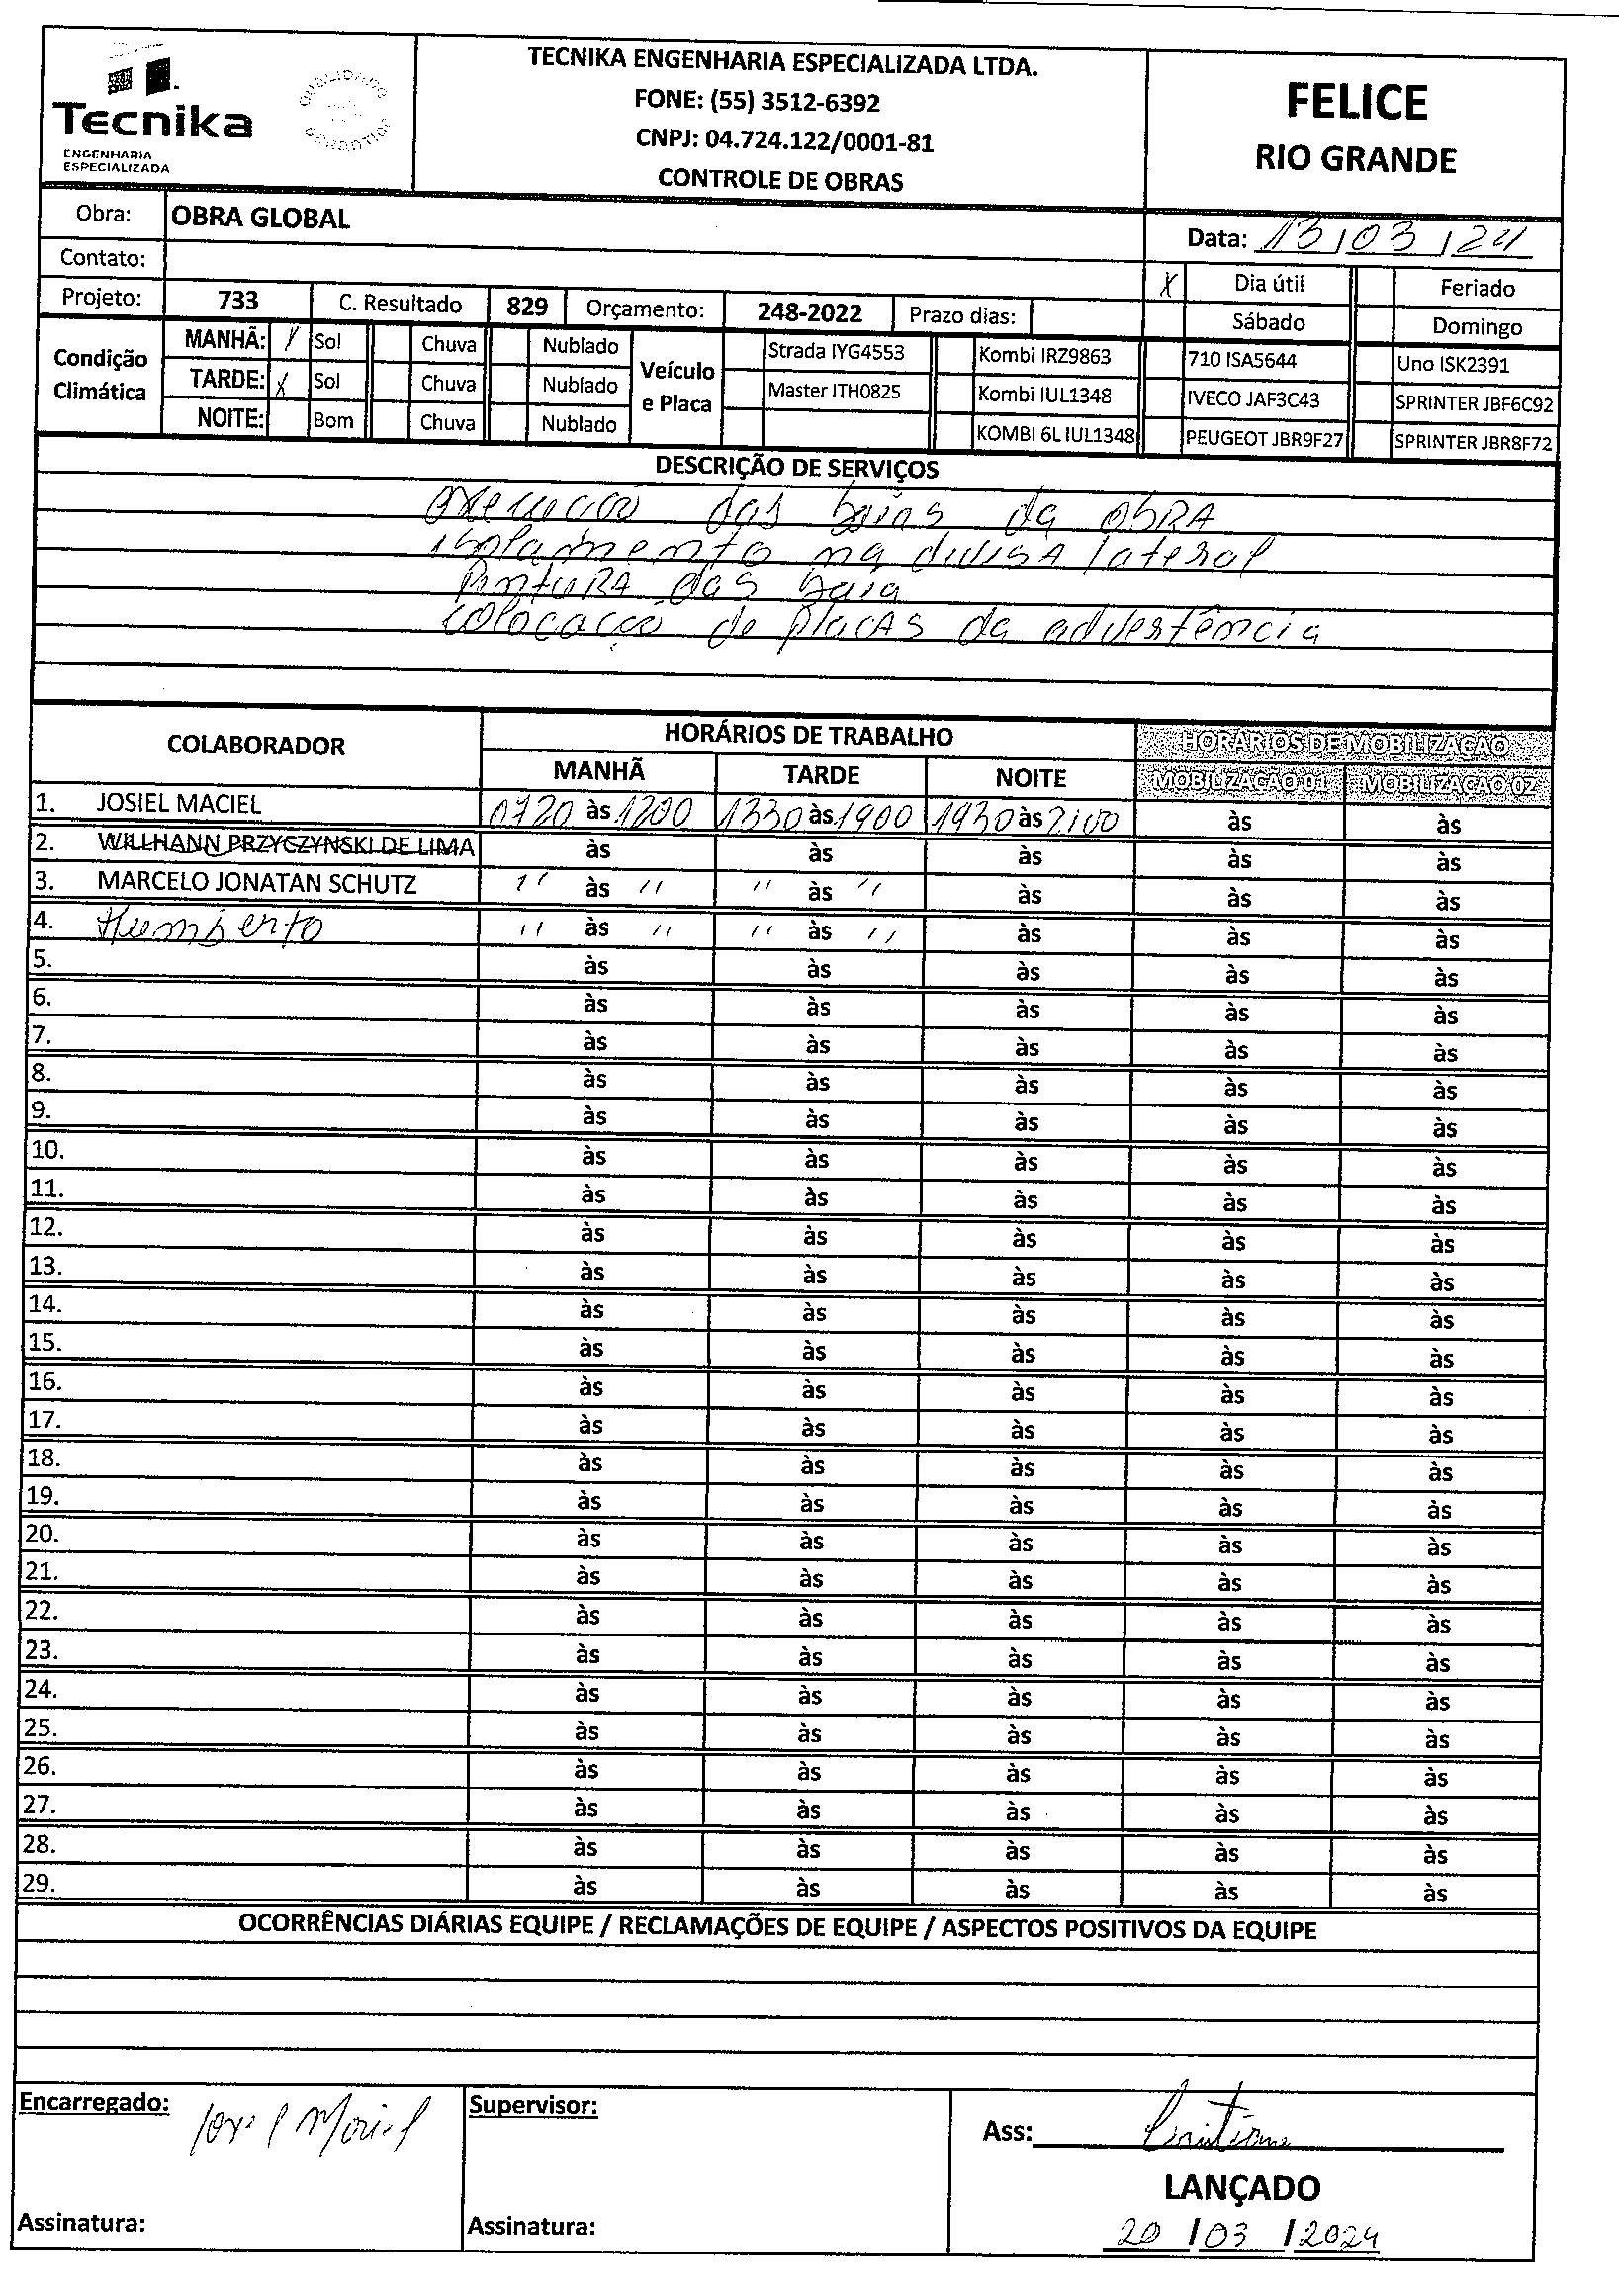 Tecnika
ENGENHARIA
ESPECIALIZADA
QUALIDADE
GARANTIDA
TECNIKA ENGENHARIA ESPECIALIZADA LTDA.
FONE: (55) 3512-6392
CNPJ: 04.724.122/0001-81
CONTROLE DE OBRAS
FELICE
RIO GRANDE
Obra: OBRA GLOBAL
Data: 13/03/24
Contato:
X Dia útil Feriado
Projeto: 733 C. Resultado 829 Orçamento: 248-2022 Prazo dias: Sábado Domingo
Condição Climática
MANHÃ: / Sol Chuva Nublado
TARDE: X Sol Chuva Nublado
NOITE: Bom Chuva Nublado
Veículo e Placa
Strada IYG4553 Kombi IRZ9863 710 ISA5644 Uno ISK2391
Master ITH0825 Kombi IUL1348 IVECO JAF3C43 SPRINTER JBF6C92
KOMBI 6L IUL1348 PEUGEOT JBR9F27 SPRINTER JBR8F72
DESCRIÇÃO DE SERVIÇOS
execução das baias da obRA
isolamento na divisA lateral
PintuRA das baia
colocação de plaCAS da advertência
COLABORADOR HORÁRIOS DE TRABALHO HORÁRIOS DE MOBILIZAÇÃO
MANHÃ TARDE NOITE MOBILIZAÇÃO 01 MOBILIZAÇÃO 02
1. JOSIEL MACIEL 0720 às 1200 1330 às 1900 1930 às 2100 às às
2. WILLHANN PRZYCZYNSKI DE LIMA às às às às às
3. MARCELO JONATAN SCHUTZ '' às '' '' às '' às às às
4. Humberto '' às '' '' às '' às às às
5. às às às às às
6. às às às às às
7. às às às às às
8. às às às às às
9. às às às às às
10. às às às às às
11. às às às às às
12. às às às às às
13. às às às às às
14. às às às às às
15. às às às às às
16. às às às às às
17. às às às às às
18. às às às às às
19. às às às às às
20. às às às às às
21. às às às às às
22. às às às às às
23. às às às às às
24. às às às às às
25. às às às às às
26. às às às às às
27. às às às às às
28. às às às às às
29. às às às às às
OCORRÊNCIAS DIÁRIAS EQUIPE / RECLAMAÇÕES DE EQUIPE / ASPECTOS POSITIVOS DA EQUIPE
Encarregado: Josiel Maciel
Supervisor:
Ass: Cristiane
LANÇADO
Assinatura:
Assinatura:
20 / 03 / 2024